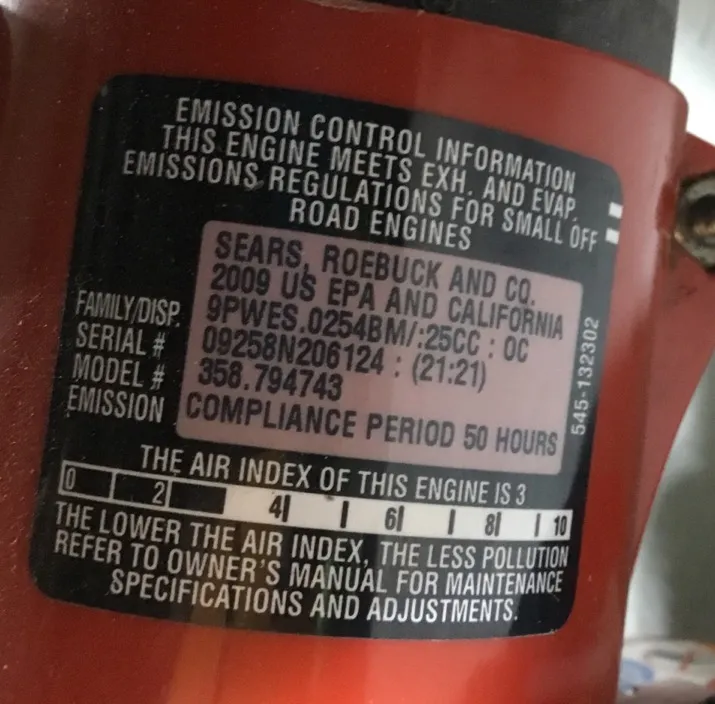 EMISSION CONTROL INFORMATION
THIS ENGINE MEETS EXH. AND EVAP.
EMISSIONS REGULATIONS FOR SMALL OFF
ROAD ENGINES
SEARS, ROEBUCK AND CO.
2009 US EPA AND CALIFORNIA
FAMILY/DISP. 9PWES.0254BM/:25CC : OC
SERIAL # 09258N206124 : (21:21)
MODEL # 358.794743
EMISSION COMPLIANCE PERIOD 50 HOURS
545-132302
THE AIR INDEX OF THIS ENGINE IS 3
0 2 4 6 8 10
THE LOWER THE AIR INDEX, THE LESS POLLUTION
REFER TO OWNER'S MANUAL FOR MAINTENANCE
SPECIFICATIONS AND ADJUSTMENTS.